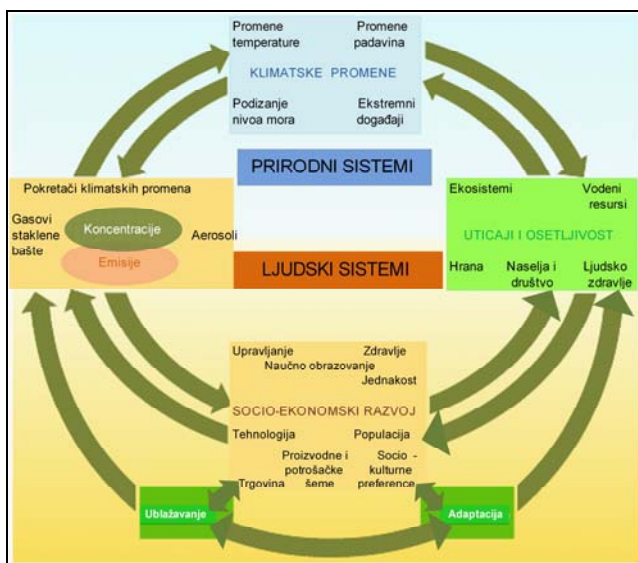 Promene
temperature
Promene
padavina
KLIMATSKE PROMENE
Podizanje
nivoa mora
Ekstremni
događaji
PRIRODNI SISTEMI
Pokretači klimatskih promena
Gasovi
staklene
bašte
Koncentracije
Aerosoli
Emisije
Ekosistemi
Vodeni
resursi
UTICAJI I OSETLJIVOST
Hrana
Naselja i
društvo
Ljudsko
zdravlje
LJUDSKI SISTEMI
Upravljanje
Zdravlje
Naučno obrazovanje
Jednakost
SOCIO-EKONOMSKI RAZVOJ
Tehnologija
Populacija
Proizvodne i
potrošačke
šeme
Socio -
kulturne
preference
Trgovina
Ublažavanje
Adaptacija